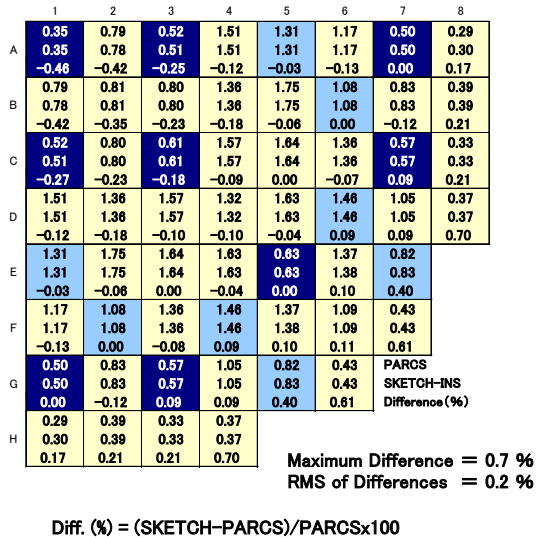 1 2 3 4 5 6 7 8
0.35 0.79 0.52 1.51 1.31 1.17 0.50 0.29
A 0.35 0.78 0.51 1.51 1.31 1.17 0.50 0.30
−0.46 −0.42 −0.25 −0.12 −0.03 −0.13 0.00 0.17
0.79 0.81 0.80 1.36 1.75 1.08 0.83 0.39
B 0.78 0.81 0.80 1.36 1.75 1.08 0.83 0.39
−0.42 −0.35 −0.23 −0.18 −0.06 0.00 −0.12 0.21
0.52 0.80 0.61 1.57 1.64 1.36 0.57 0.33
C 0.51 0.80 0.61 1.57 1.64 1.36 0.57 0.33
−0.27 −0.23 −0.18 −0.09 0.00 −0.07 0.09 0.21
1.51 1.36 1.57 1.32 1.63 1.46 1.05 0.37
D 1.51 1.36 1.57 1.32 1.63 1.46 1.05 0.37
−0.12 −0.18 −0.10 −0.10 −0.04 0.09 0.09 0.70
1.31 1.75 1.64 1.63 0.63 1.37 0.82
E 1.31 1.75 1.64 1.63 0.63 1.38 0.83
−0.03 −0.06 0.00 −0.04 0.00 0.10 0.40
1.17 1.08 1.36 1.46 1.37 1.09 0.43
F 1.17 1.08 1.36 1.46 1.38 1.09 0.43
−0.13 0.00 −0.08 0.09 0.10 0.11 0.61
0.50 0.83 0.57 1.05 0.82 0.43 PARCS
G 0.50 0.83 0.57 1.05 0.83 0.43 SKETCH-INS
0.00 −0.12 0.09 0.09 0.40 0.61 Difference(%)
0.29 0.39 0.33 0.37
H 0.30 0.39 0.33 0.37
0.17 0.21 0.21 0.70
Maximum Difference = 0.7 %
RMS of Differences = 0.2 %
Diff. (%) = (SKETCH-PARCS)/PARCSx100